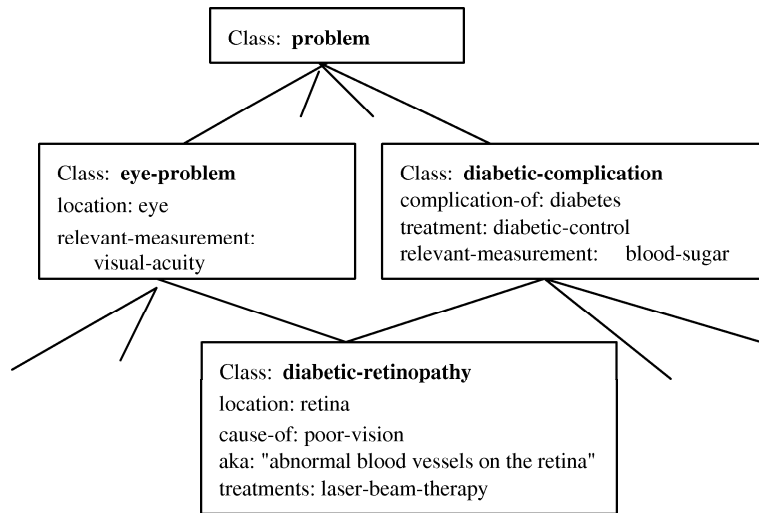 Class: problem
Class: eye-problem
location: eye
relevant-measurement:
visual-acuity
Class: diabetic-complication
complication-of: diabetes
treatment: diabetic-control
relevant-measurement: blood-sugar
Class: diabetic-retinopathy
location: retina
cause-of: poor-vision
aka: "abnormal blood vessels on the retina"
treatments: laser-beam-therapy